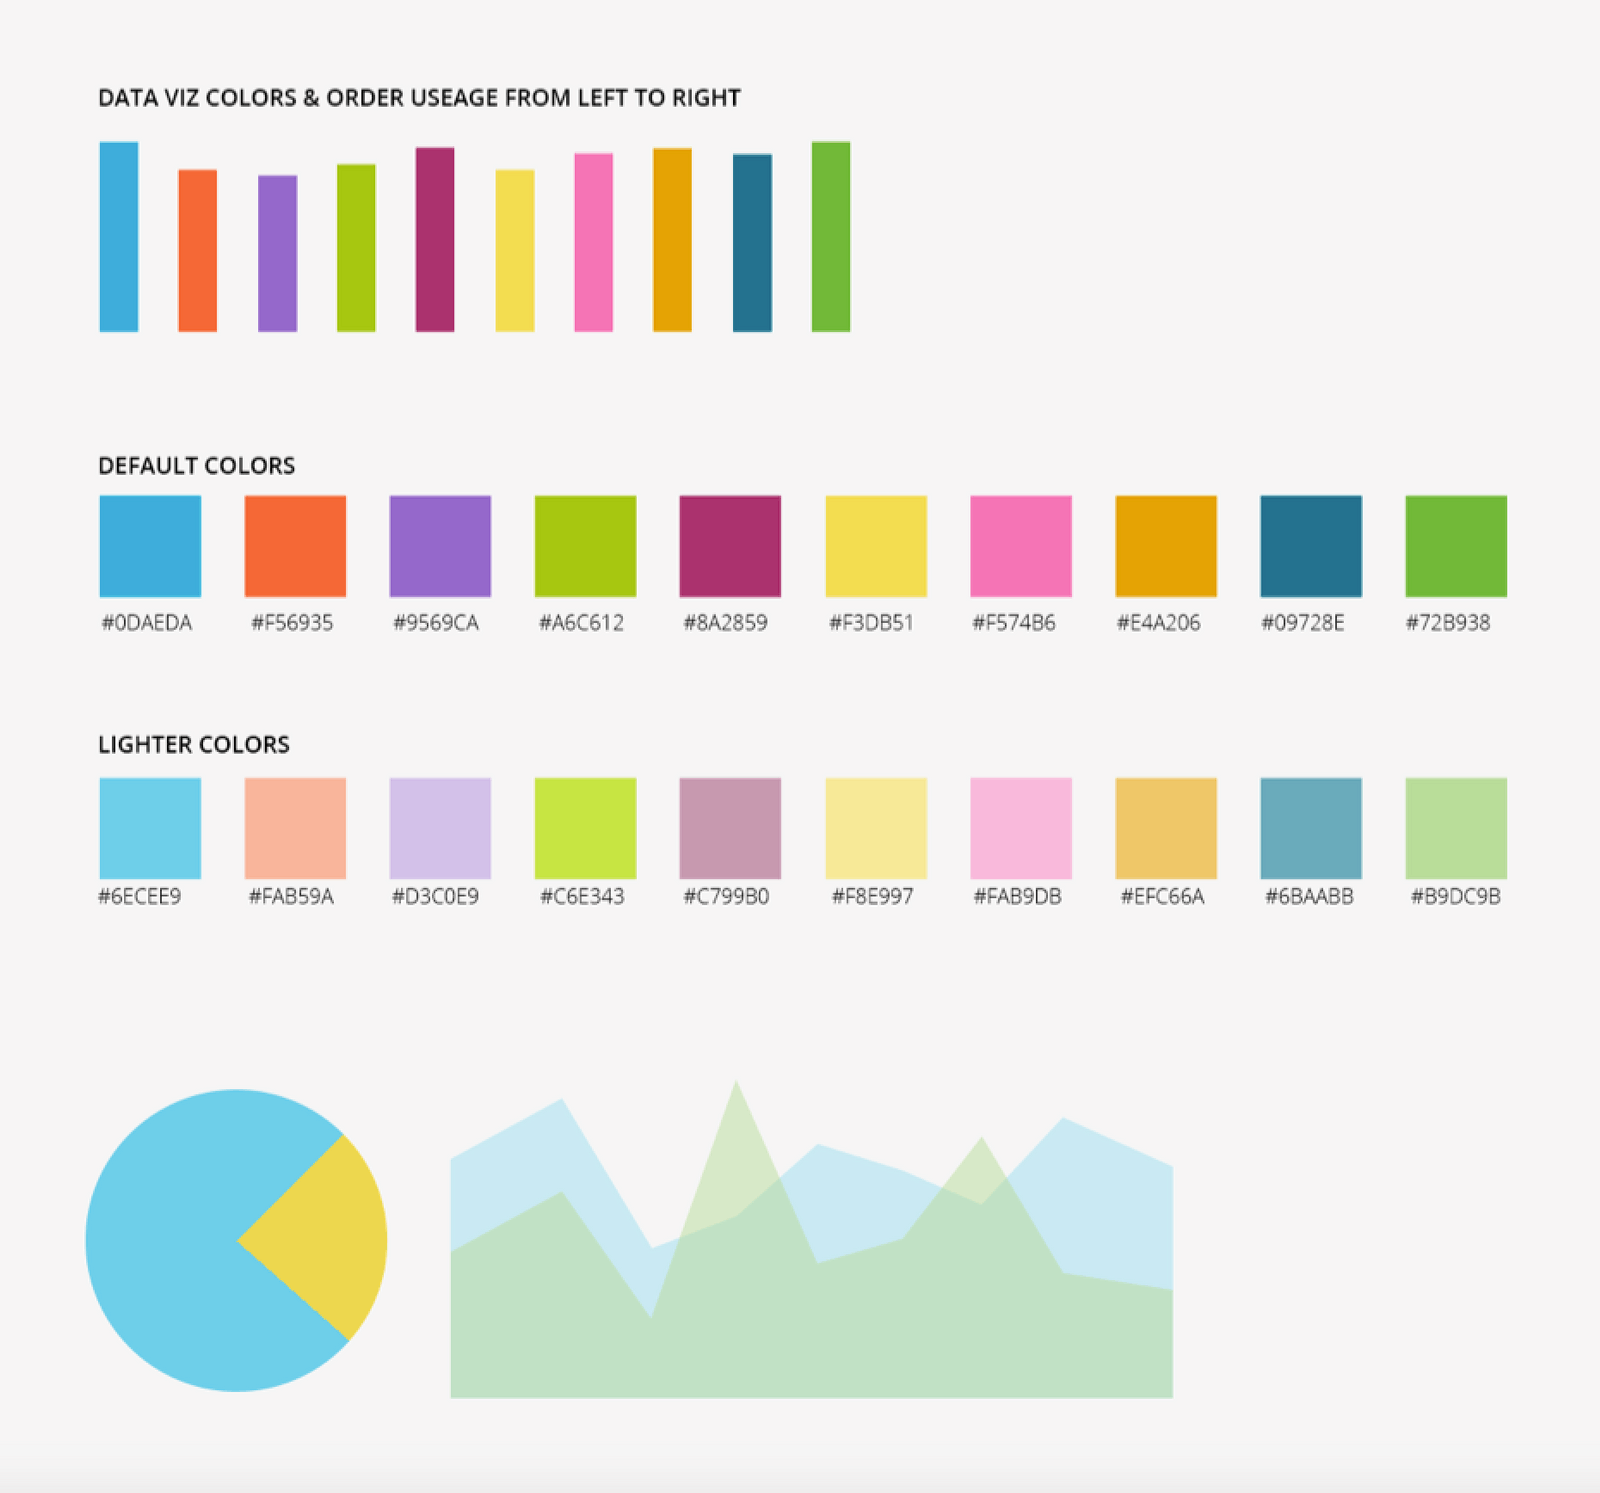 DATA VIZ COLORS & ORDER USEAGE FROM LEFT TO RIGHT
DEFAULT COLORS
#0DAEDA #F56935 #9569CA #A6C612 #8A2859 #F3DB51 #F574B6 #E4A206 #09728E #72B938
LIGHTER COLORS
#6ECEE9 #FAB59A #D3C0E9 #C6E343 #C799B0 #F8E997 #FAB9DB #EFC66A #6BAABB #B9DC9B